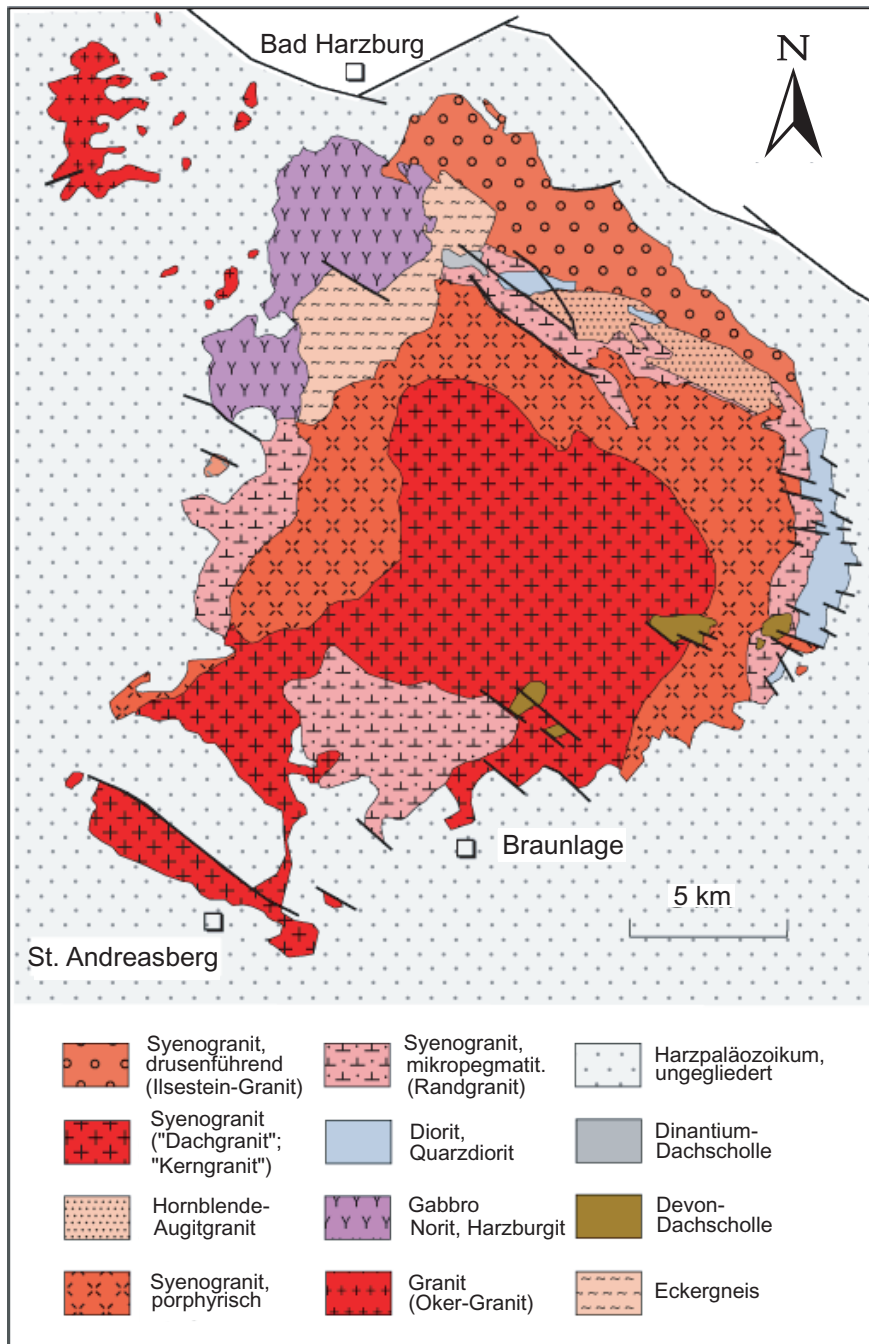 Bad Harzburg
N
Braunlage
5 km
St. Andreasberg
Syenogranit,
drusenführend
(Ilsestein-Granit)
Syenogranit,
mikropegmatit.
(Randgranit)
Harzpaläozoikum,
ungegliedert
Syenogranit
("Dachgranit";
"Kerngranit")
Diorit,
Quarzdiorit
Dinantium-
Dachscholle
Hornblende-
Augitgranit
Gabbro
Norit, Harzburgit
Devon-
Dachscholle
Syenogranit,
porphyrisch
Granit
(Oker-Granit)
Eckergneis